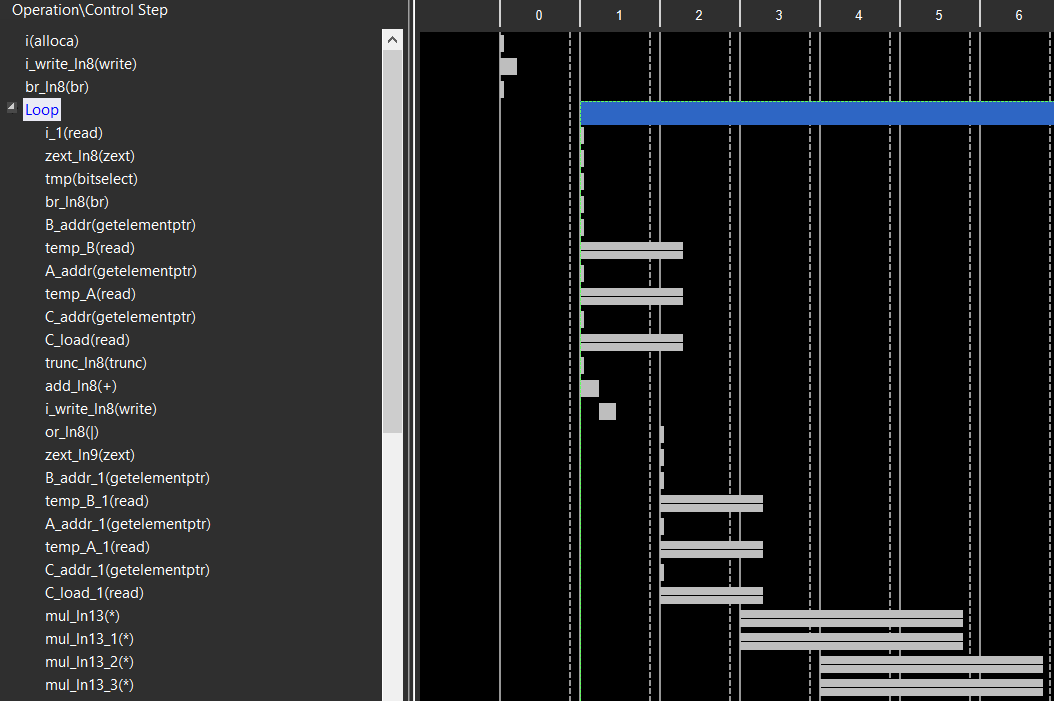 Operation\Control Step 0 1 2 3 4 5 6
i(alloca)
i_write_ln8(write)
br_ln8(br)
Loop
i_1(read)
zext_ln8(zext)
tmp(bitselect)
br_ln8(br)
B_addr(getelementptr)
temp_B(read)
A_addr(getelementptr)
temp_A(read)
C_addr(getelementptr)
C_load(read)
trunc_ln8(trunc)
add_ln8(+)
i_write_ln8(write)
or_ln8(|)
zext_ln9(zext)
B_addr_1(getelementptr)
temp_B_1(read)
A_addr_1(getelementptr)
temp_A_1(read)
C_addr_1(getelementptr)
C_load_1(read)
mul_ln13(*)
mul_ln13_1(*)
mul_ln13_2(*)
mul_ln13_3(*)